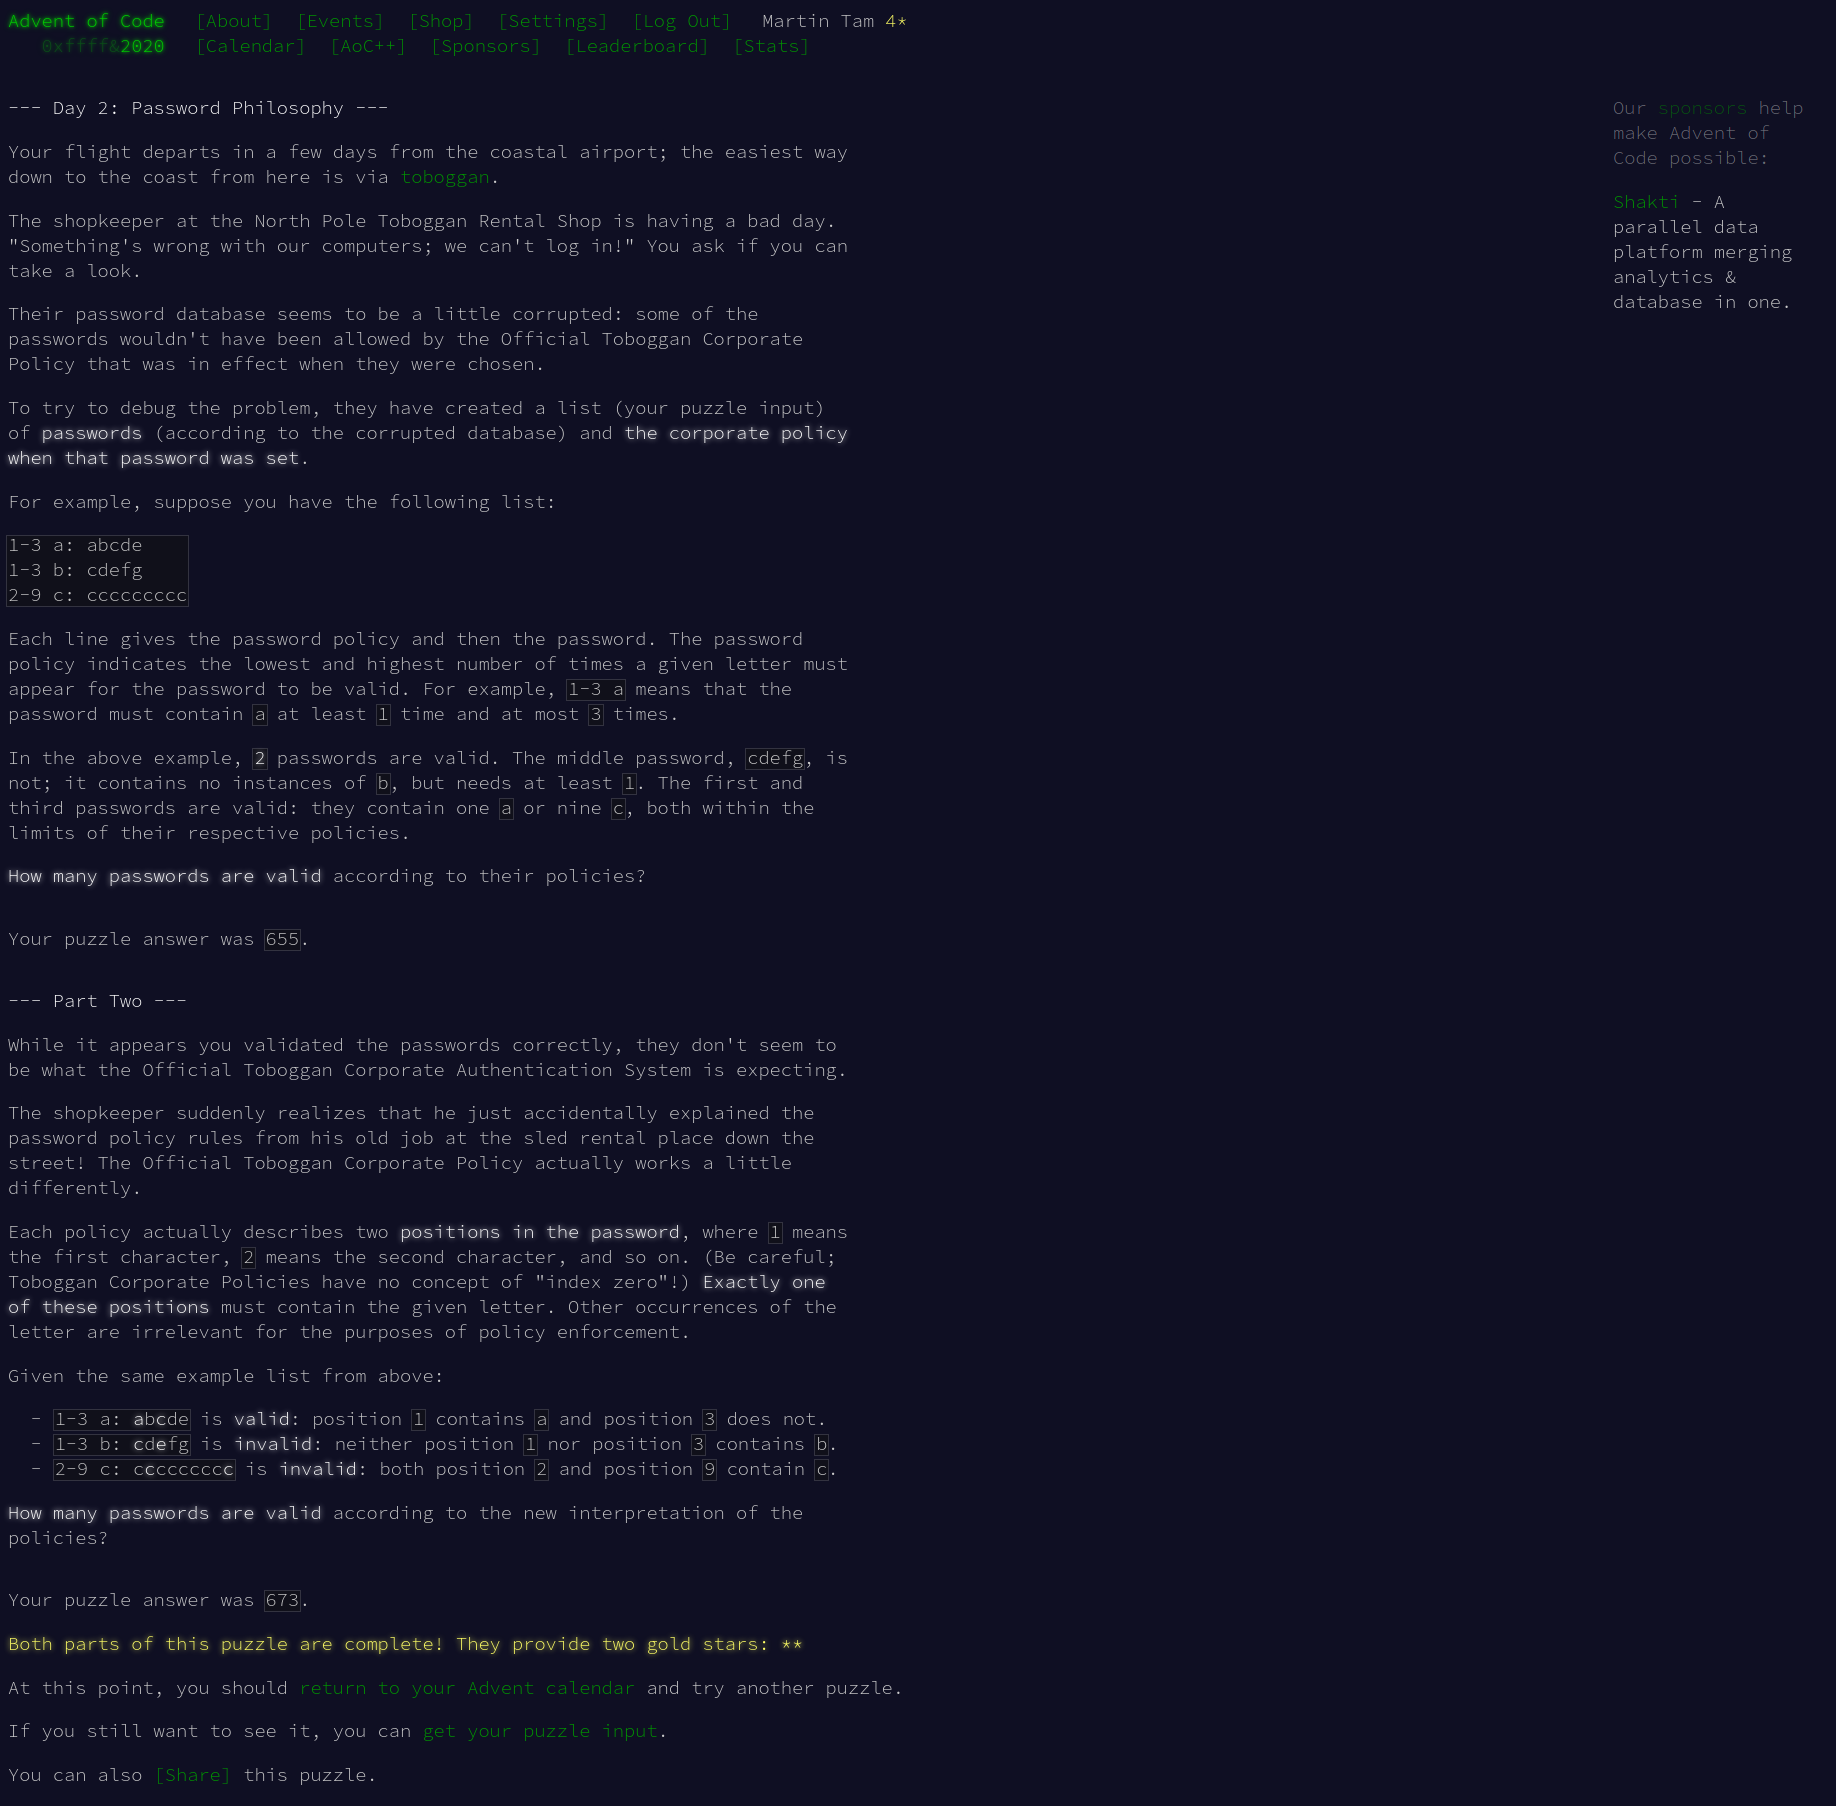 Advent of Code [About] [Events] [Shop] [Settings] [Log Out] Martin Tam 4*
0xffff&2020 [Calendar] [AoC++] [Sponsors] [Leaderboard] [Stats]
--- Day 2: Password Philosophy ---
Your flight departs in a few days from the coastal airport; the easiest way
down to the coast from here is via toboggan.
The shopkeeper at the North Pole Toboggan Rental Shop is having a bad day.
"Something's wrong with our computers; we can't log in!" You ask if you can
take a look.
Their password database seems to be a little corrupted: some of the
passwords wouldn't have been allowed by the Official Toboggan Corporate
Policy that was in effect when they were chosen.
To try to debug the problem, they have created a list (your puzzle input)
of passwords (according to the corrupted database) and the corporate policy
when that password was set.
For example, suppose you have the following list:
1-3 a: abcde
1-3 b: cdefg
2-9 c: ccccccccc
Each line gives the password policy and then the password. The password
policy indicates the lowest and highest number of times a given letter must
appear for the password to be valid. For example, 1-3 a means that the
password must contain a at least 1 time and at most 3 times.
In the above example, 2 passwords are valid. The middle password, cdefg, is
not; it contains no instances of b, but needs at least 1. The first and
third passwords are valid: they contain one a or nine c, both within the
limits of their respective policies.
How many passwords are valid according to their policies?
Your puzzle answer was 655.
--- Part Two ---
While it appears you validated the passwords correctly, they don't seem to
be what the Official Toboggan Corporate Authentication System is expecting.
The shopkeeper suddenly realizes that he just accidentally explained the
password policy rules from his old job at the sled rental place down the
street! The Official Toboggan Corporate Policy actually works a little
differently.
Each policy actually describes two positions in the password, where 1 means
the first character, 2 means the second character, and so on. (Be careful;
Toboggan Corporate Policies have no concept of "index zero"!) Exactly one
of these positions must contain the given letter. Other occurrences of the
letter are irrelevant for the purposes of policy enforcement.
Given the same example list from above:
- 1-3 a: abcde is valid: position 1 contains a and position 3 does not.
- 1-3 b: cdefg is invalid: neither position 1 nor position 3 contains b.
- 2-9 c: ccccccccc is invalid: both position 2 and position 9 contain c.
How many passwords are valid according to the new interpretation of the
policies?
Your puzzle answer was 673.
Both parts of this puzzle are complete! They provide two gold stars: **
At this point, you should return to your Advent calendar and try another puzzle.
If you still want to see it, you can get your puzzle input.
You can also [Share] this puzzle.
Our sponsors help
make Advent of
Code possible:
Shakti - A
parallel data
platform merging
analytics &
database in one.